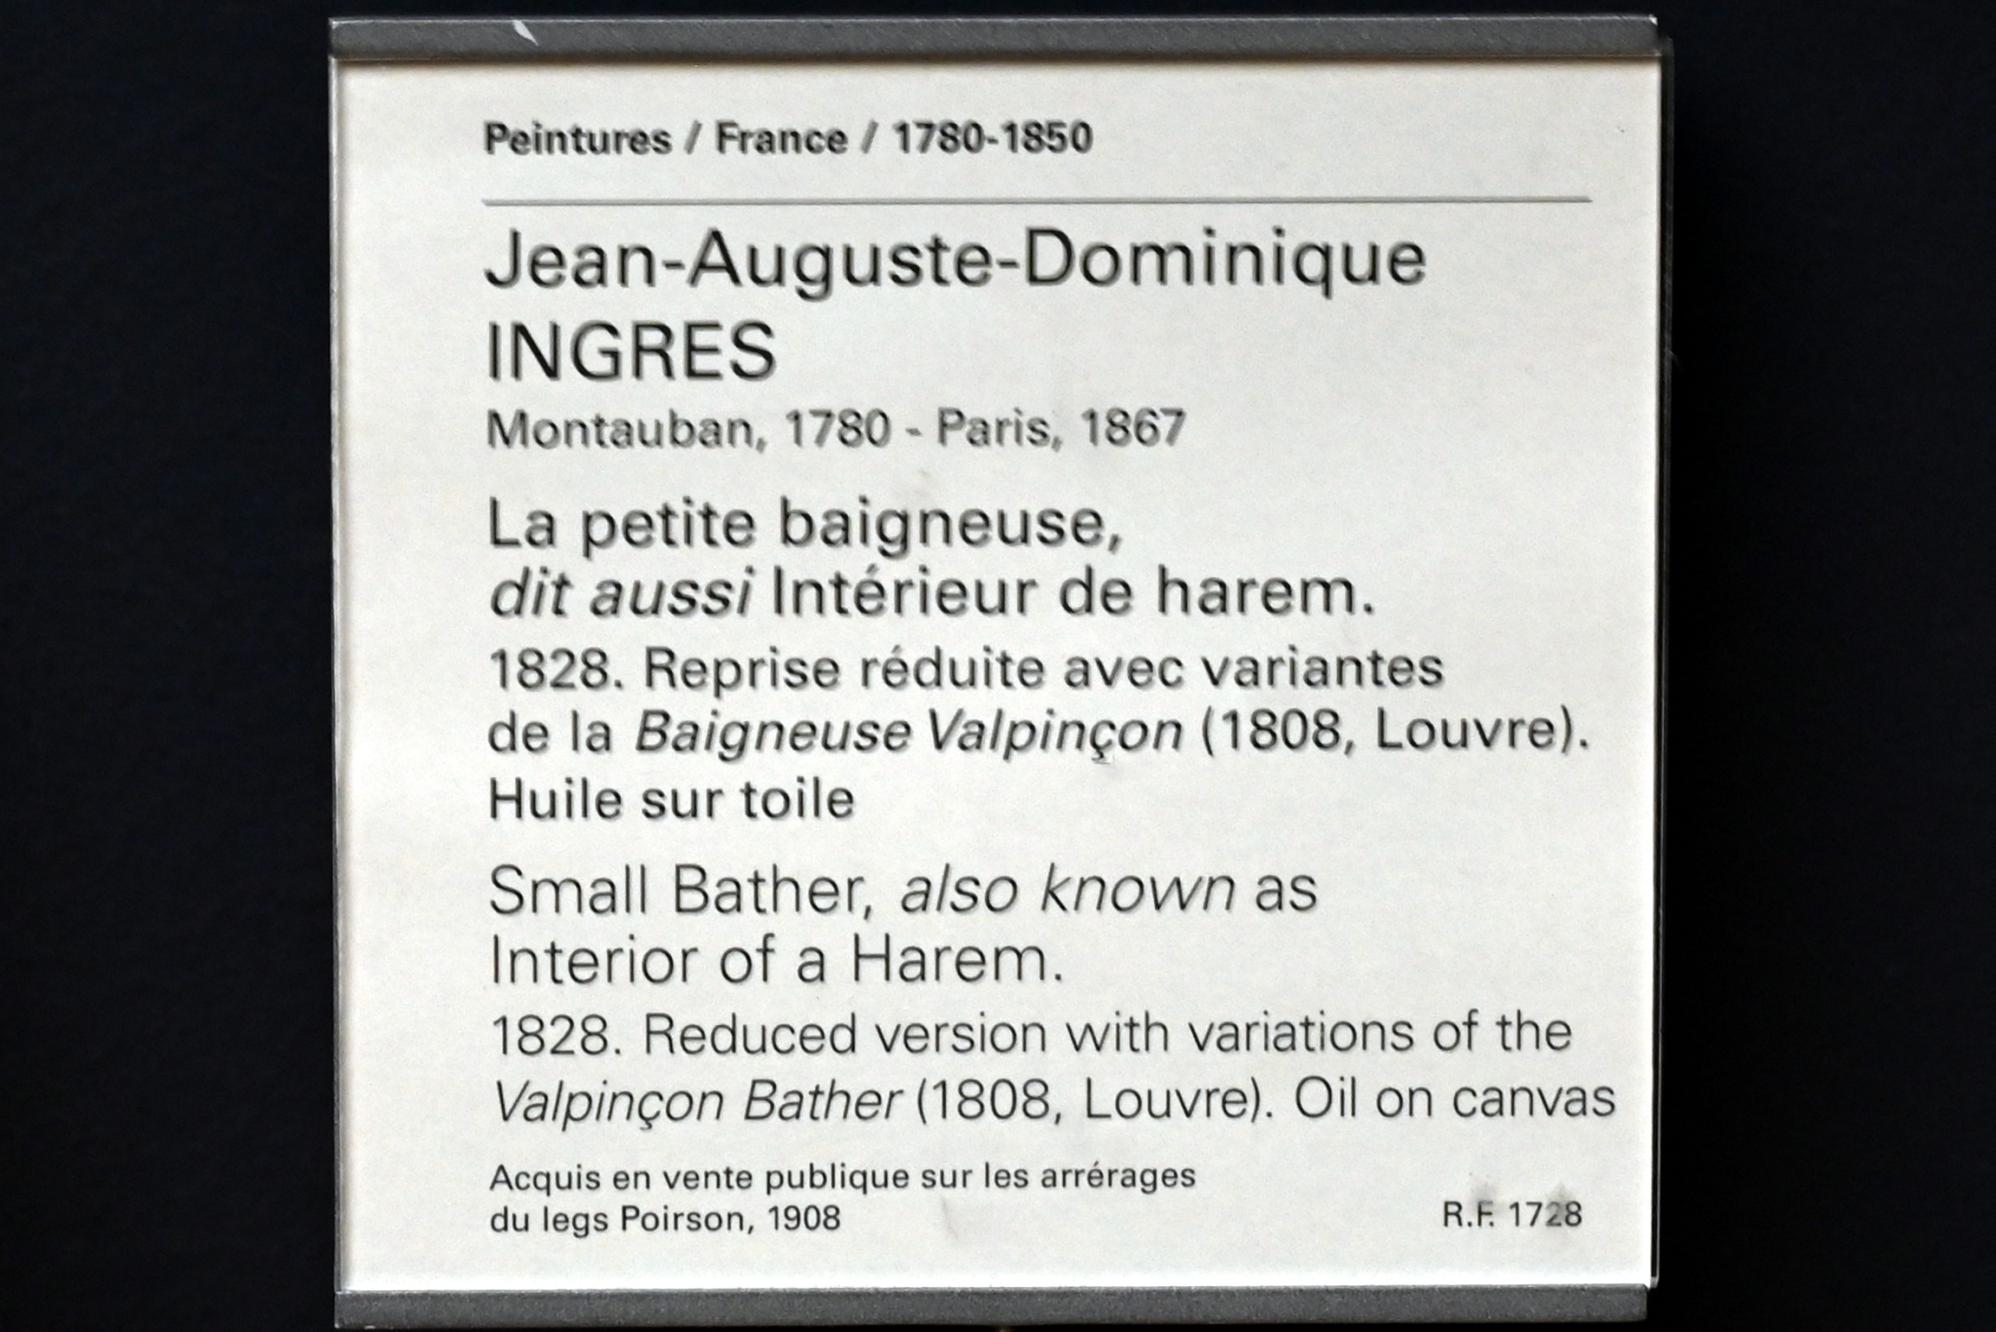 Peintures / France / 1780-1850
Jean-Auguste-Dominique
INGRES
Montauban, 1780 - Paris, 1867
La petite baigneuse,
dit aussi Intérieur de harem.
1828. Reprise réduite avec variantes
de la Baigneuse Valpinçon (1808, Louvre).
Huile sur toile
Small Bather, also known as
Interior of a Harem.
1828. Reduced version with variations of the
Valpinçon Bather (1808, Louvre). Oil on canvas
Acquis en vente publique sur les arrérages
du legs Poirson, 1908
R.F. 1728